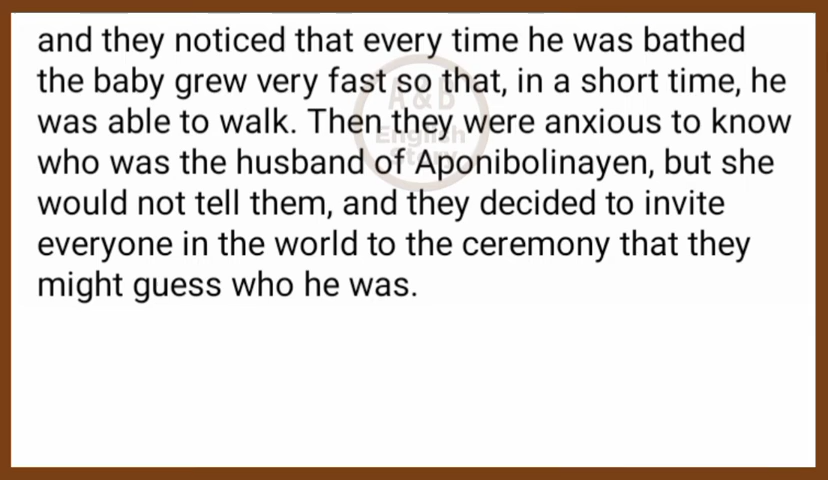 and they noticed that every time he was bathed
the baby grew very fast so that, in a short time, he
was able to walk. Then they were anxious to know
who was the husband of Aponibolinayen, but she
would not tell them, and they decided to invite
everyone in the world to the ceremony that they
might guess who he was.
A & B
English
Story